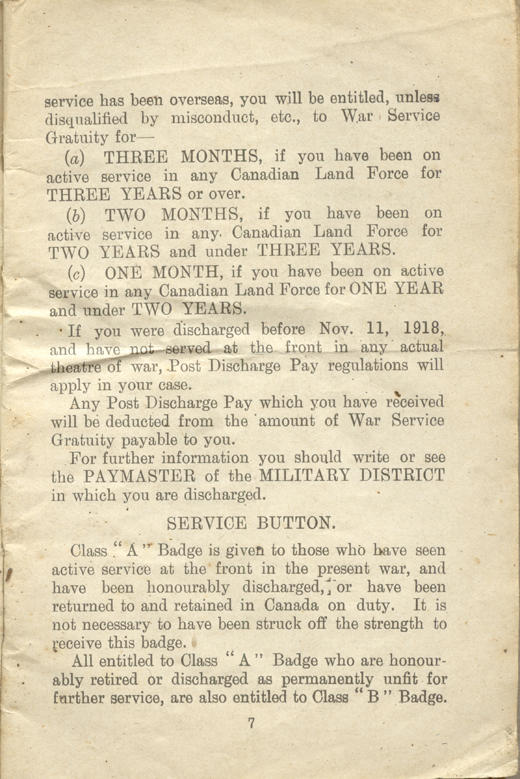 service has been overseas, you will be entitled, unless
disqualified by misconduct, etc., to War Service
Gratuity for—
(a) THREE MONTHS, if you have been on
active service in any Canadian Land Force for
THREE YEARS or over.
(b) TWO MONTHS, if you have been on
active service in any Canadian Land Force for
TWO YEARS and under THREE YEARS.
(c) ONE MONTH, if you have been on active
service in any Canadian Land Force for ONE YEAR
and under TWO YEARS.
If you were discharged before Nov. 11, 1918,
and have not served at the front in any actual
theatre of war, Post Discharge Pay regulations will
apply in your case.
Any Post Discharge Pay which you have received
will be deducted from the amount of War Service
Gratuity payable to you.
For further information you should write or see
the PAYMASTER of the MILITARY DISTRICT
in which you are discharged.
SERVICE BUTTON.
Class "A" Badge is given to those who have seen
active service at the front in the present war, and
have been honourably discharged, or have been
returned to and retained in Canada on duty. It is
not necessary to have been struck off the strength to
receive this badge.
All entitled to Class "A" Badge who are honour-
ably retired or discharged as permanently unfit for
further service, are also entitled to Class "B" Badge.
7